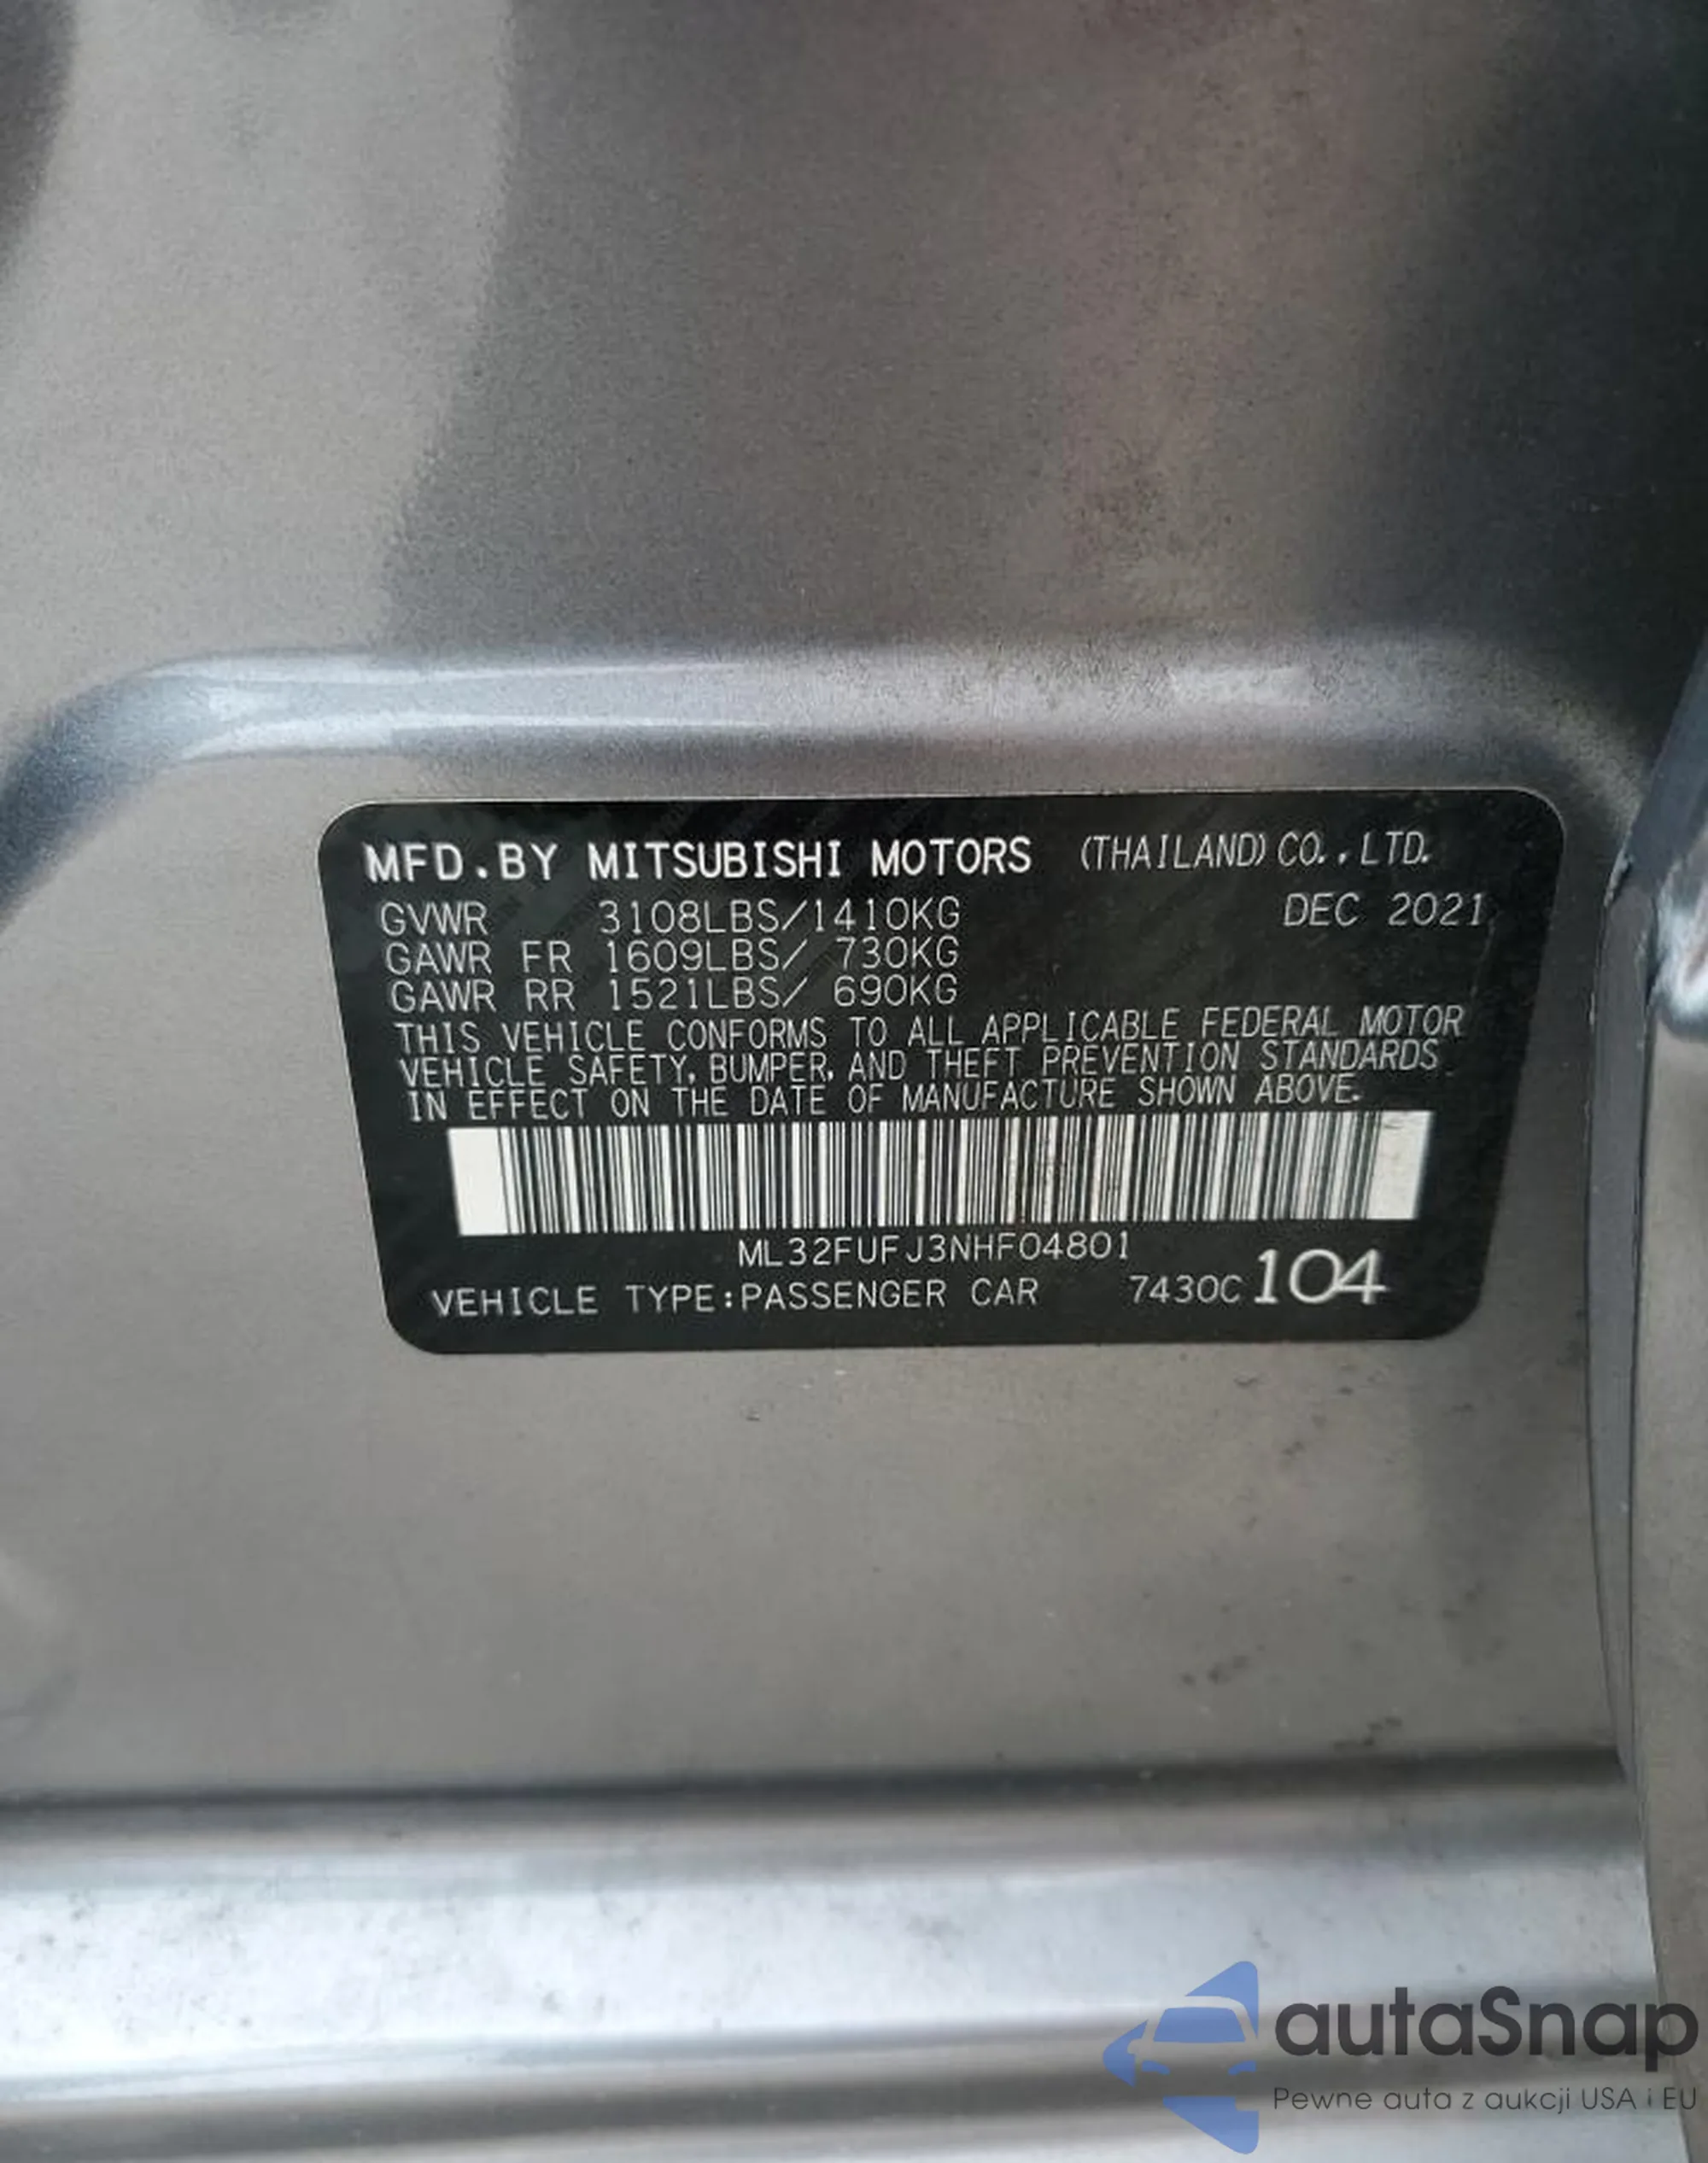 MFD.BY MITSUBISHI MOTORS (THAILAND) CO.,LTD.
GVWR 3108LBS/1410KG DEC 2021
GAWR FR 1609LBS/ 730KG
GAWR RR 1521LBS/ 690KG
THIS VEHICLE CONFORMS TO ALL APPLICABLE FEDERAL MOTOR
VEHICLE SAFETY, BUMPER, AND THEFT PREVENTION STANDARDS
IN EFFECT ON THE DATE OF MANUFACTURE SHOWN ABOVE.
ML32FUFJ3NHF04801
VEHICLE TYPE:PASSENGER CAR 7430C 104
autaSnap
Pewne auta z aukcji USA i EU